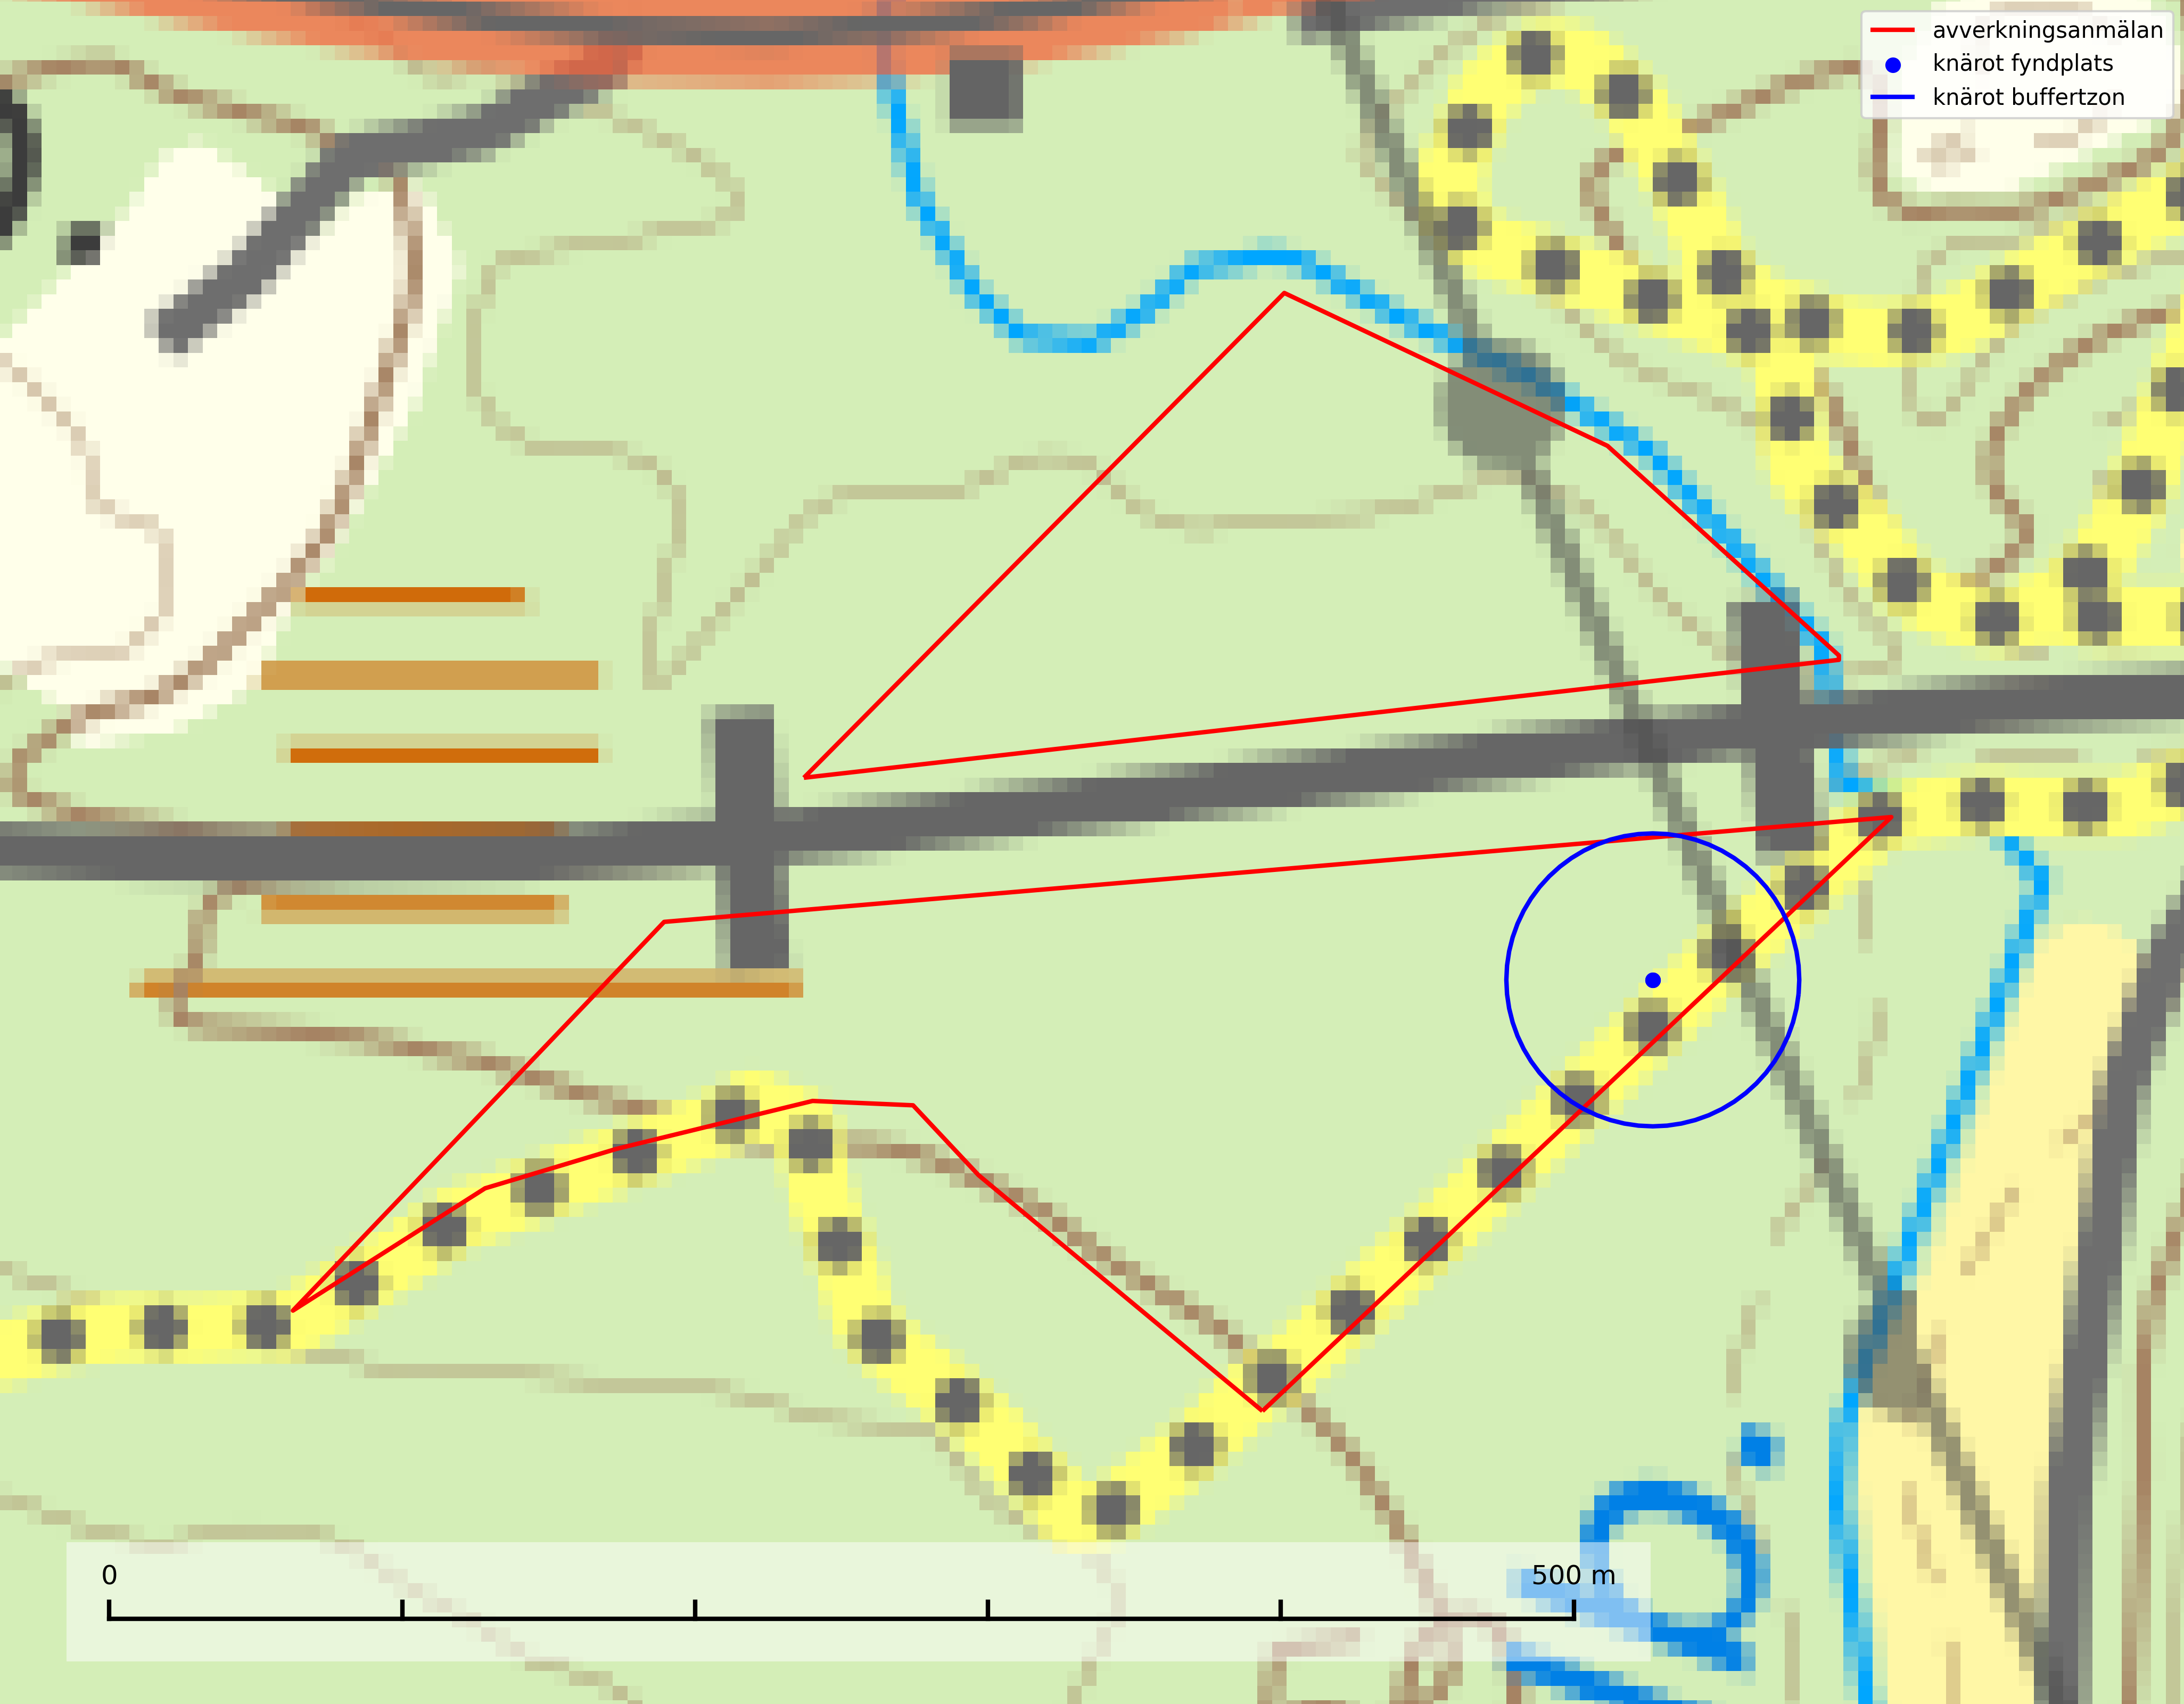 avverkningsanmälan
knärot fyndplats
knärot buffertzon
0 500 m